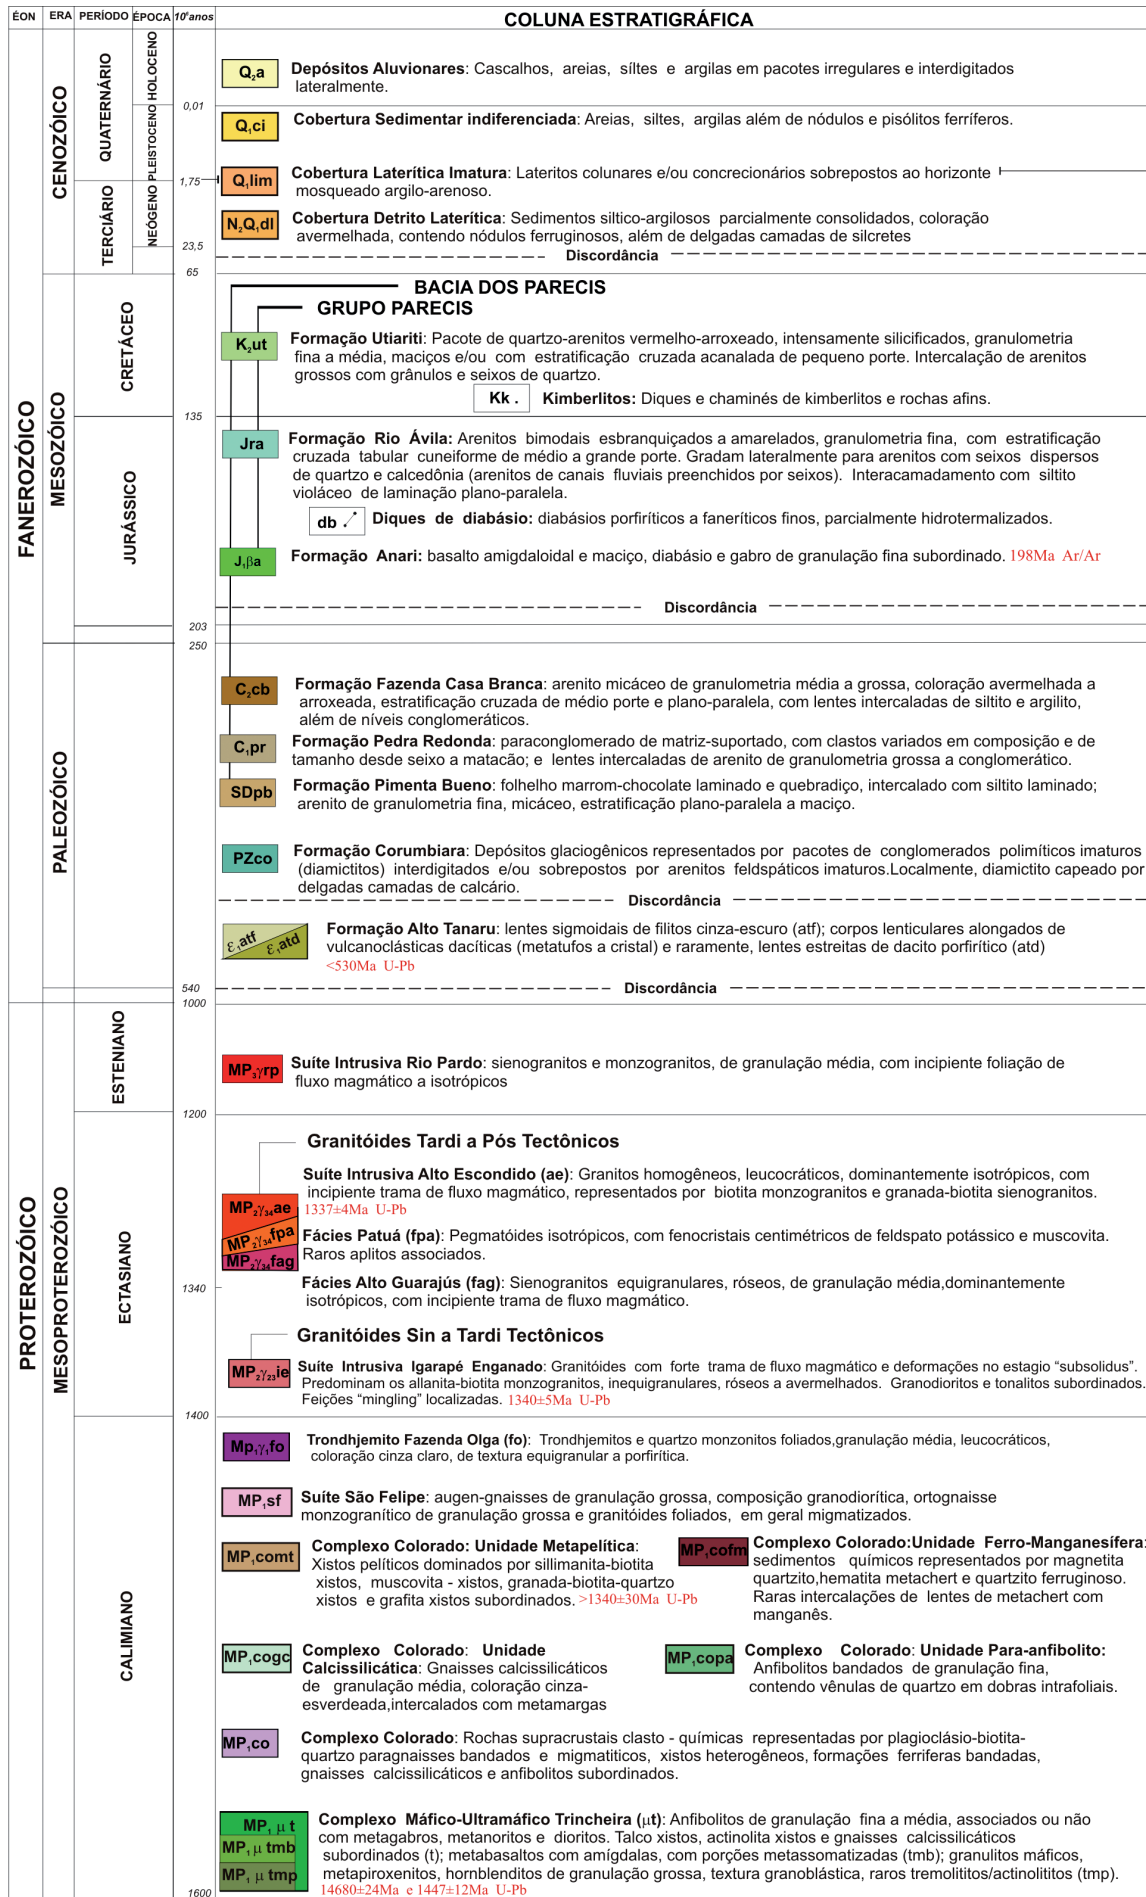 ÉON ERA PERÍODO ÉPOCA 10⁶anos COLUNA ESTRATIGRÁFICA
FANEROZÓICO
CENOZÓICO
QUATERNÁRIO
HOLOCENO
Q₂a Depósitos Aluvionares: Cascalhos, areias, síltes e argilas em pacotes irregulares e interdigitados
lateralmente.
0,01
PLEISTOCENO
Q₁ci Cobertura Sedimentar indiferenciada: Areias, siltes, argilas além de nódulos e pisólitos ferríferos.
Q₁lim Cobertura Laterítica Imatura: Lateritos colunares e/ou concrecionários sobrepostos ao horizonte
mosqueado argilo-arenoso.
1,75
TERCIÁRIO
NEÓGENO
N₂Q₁dl Cobertura Detrito Laterítica: Sedimentos siltico-argilosos parcialmente consolidados, coloração
avermelhada, contendo nódulos ferruginosos, além de delgadas camadas de silcretes
23,5
Discordância
65
MESOZÓICO
CRETÁCEO
BACIA DOS PARECIS
GRUPO PARECIS
K₂ut Formação Utiariti: Pacote de quartzo-arenitos vermelho-arroxeado, intensamente silicificados, granulometria
fina a média, maciços e/ou com estratificação cruzada acanalada de pequeno porte. Intercalação de arenitos
grossos com grânulos e seixos de quartzo.
Kk . Kimberlitos: Diques e chaminés de kimberlitos e rochas afins.
135
JURÁSSICO
Jra Formação Rio Ávila: Arenitos bimodais esbranquiçados a amarelados, granulometria fina, com estratificação
cruzada tabular cuneiforme de médio a grande porte. Gradam lateralmente para arenitos com seixos dispersos
de quartzo e calcedônia (arenitos de canais fluviais preenchidos por seixos). Interacamadamento com siltito
violáceo de laminação plano-paralela.
db Diques de diabásio: diabásios porfiríticos a faneríticos finos, parcialmente hidrotermalizados.
J₁βa Formação Anari: basalto amigdaloidal e maciço, diabásio e gabro de granulação fina subordinado. 198Ma Ar/Ar
Discordância
203
250
PALEOZÓICO
C₂cb Formação Fazenda Casa Branca: arenito micáceo de granulometria média a grossa, coloração avermelhada a
arroxeada, estratificação cruzada de médio porte e plano-paralela, com lentes intercaladas de siltito e argilito,
além de níveis conglomeráticos.
C₁pr Formação Pedra Redonda: paraconglomerado de matriz-suportado, com clastos variados em composição e de
tamanho desde seixo a matacão; e lentes intercaladas de arenito de granulometria grossa a conglomerático.
SDpb Formação Pimenta Bueno: folhelho marrom-chocolate laminado e quebradiço, intercalado com siltito laminado;
arenito de granulometria fina, micáceo, estratificação plano-paralela a maciço.
PZco Formação Corumbiara: Depósitos glaciogênicos representados por pacotes de conglomerados polimíticos imaturos
(diamictitos) interdigitados e/ou sobrepostos por arenitos feldspáticos imaturos.Localmente, diamictito capeado por
delgadas camadas de calcário.
Discordância
Ɛ₁atf Ɛ₁atd Formação Alto Tanaru: lentes sigmoidais de filitos cinza-escuro (atf); corpos lenticulares alongados de
vulcanoclásticas dacíticas (metatufos a cristal) e raramente, lentes estreitas de dacito porfirítico (atd)
<530Ma U-Pb
540
Discordância
1000
PROTEROZÓICO
MESOPROTEROZÓICO
ESTENIANO
MP₃γrp Suíte Intrusiva Rio Pardo: sienogranitos e monzogranitos, de granulação média, com incipiente foliação de
fluxo magmático a isotrópicos
1200
ECTASIANO
Granitóides Tardi a Pós Tectônicos
Suíte Intrusiva Alto Escondido (ae): Granitos homogêneos, leucocráticos, dominantemente isotrópicos, com
incipiente trama de fluxo magmático, representados por biotita monzogranitos e granada-biotita sienogranitos.
MP₂γ₃₄ae 1337±4Ma U-Pb
MP₂γ₃₄fpa Fácies Patuá (fpa): Pegmatóides isotrópicos, com fenocristais centimétricos de feldspato potássico e muscovita.
MP₂γ₃₄fag Raros aplitos associados.
1340
Fácies Alto Guarajús (fag): Sienogranitos equigranulares, róseos, de granulação média,dominantemente
isotrópicos, com incipiente trama de fluxo magmático.
Granitóides Sin a Tardi Tectônicos
MP₂γ₂₃ie Suíte Intrusiva Igarapé Enganado: Granitóides com forte trama de fluxo magmático e deformações no estagio “subsolidus”.
Predominam os allanita-biotita monzogranitos, inequigranulares, róseos a avermelhados. Granodioritos e tonalitos subordinados.
Feições “mingling” localizadas. 1340±5Ma U-Pb
1400
CALIMIANO
Mp₁γ₁fo Trondhjemito Fazenda Olga (fo): Trondhjemitos e quartzo monzonitos foliados,granulação média, leucocráticos,
coloração cinza claro, de textura equigranular a porfirítica.
MP₁sf Suíte São Felipe: augen-gnaisses de granulação grossa, composição granodiorítica, ortognaisse
monzogranítico de granulação grossa e granitóides foliados, em geral migmatizados.
MP₁comt Complexo Colorado: Unidade Metapelítica:
Xistos pelíticos dominados por sillimanita-biotita
xistos, muscovita - xistos, granada-biotita-quartzo
xistos e grafita xistos subordinados. >1340±30Ma U-Pb
MP₁cofm Complexo Colorado:Unidade Ferro-Manganesífera:
sedimentos químicos representados por magnetita
quartzito,hematita metachert e quartzito ferruginoso.
Raras intercalações de lentes de metachert com
manganês.
MP₁cogc Complexo Colorado: Unidade
Calcissilicática: Gnaisses calcissilicáticos
de granulação média, coloração cinza-
esverdeada,intercalados com metamargas
MP₁copa Complexo Colorado: Unidade Para-anfibolito:
Anfibolitos bandados de granulação fina,
contendo vênulas de quartzo em dobras intrafoliais.
MP₁co Complexo Colorado: Rochas supracrustais clasto - químicas representadas por plagioclásio-biotita-
quartzo paragnaisses bandados e migmatiticos, xistos heterogêneos, formações ferriferas bandadas,
gnaisses calcissilicáticos e anfibolitos subordinados.
MP₁ μ t Complexo Máfico-Ultramáfico Trincheira (μt): Anfibolitos de granulação fina a média, associados ou não
MP₁ μ tmb com metagabros, metanoritos e dioritos. Talco xistos, actinolita xistos e gnaisses calcissilicáticos
subordinados (t); metabasaltos com amígdalas, com porções metassomatizadas (tmb); granulitos máficos,
MP₁ μ tmp metapiroxenitos, hornblenditos de granulação grossa, textura granoblástica, raros tremolititos/actinolititos (tmp).
14680±24Ma e 1447±12Ma U-Pb
1600